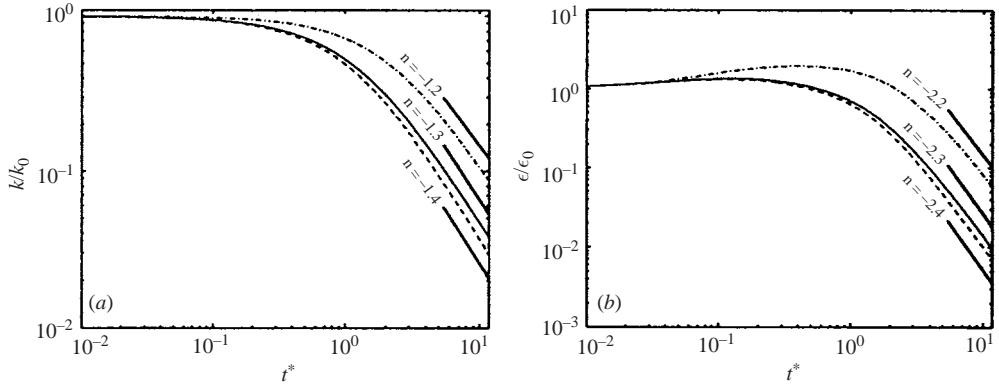 10^0
10^-1
10^-2
k/k_0
n = –1.2
n = –1.3
n = –1.4
(a)
10^-2
10^-1
10^0
10^1
t^*
10^1
10^0
10^-1
10^-2
10^-3
ϵ/ϵ_0
n = –2.2
n = –2.3
n = –2.4
(b)
10^-2
10^-1
10^0
10^1
t^*